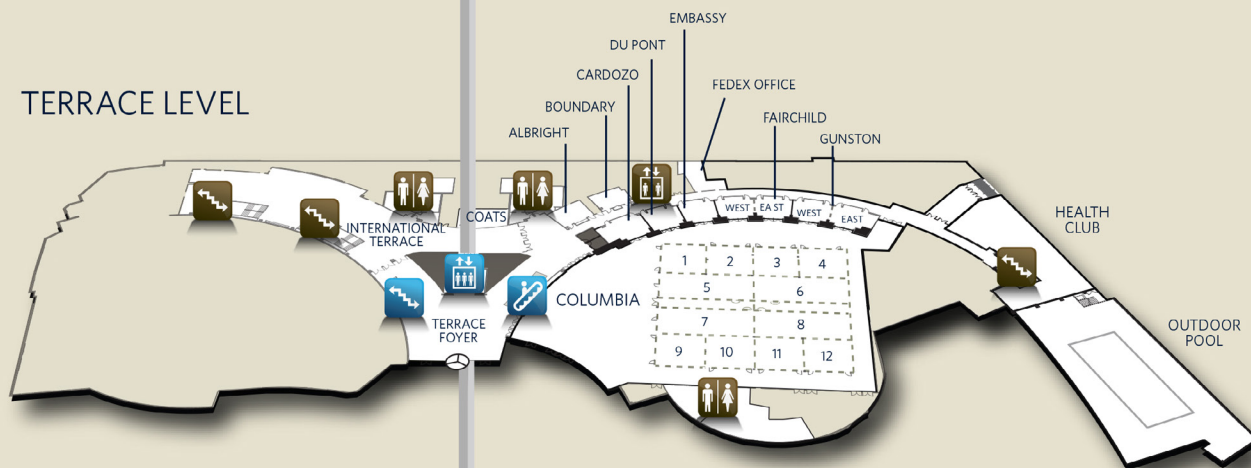 EMBASSY
DU PONT
CARDOZO
FEDEX OFFICE
BOUNDARY
TERRACE LEVEL
FAIRCHILD
ALBRIGHT
GUNSTON
WEST
EAST
WEST
EAST
COATS
HEALTH
CLUB
INTERNATIONAL
TERRACE
1 2 3 4
5 6
COLUMBIA
7 8
TERRACE
FOYER
OUTDOOR
POOL
9 10 11 12